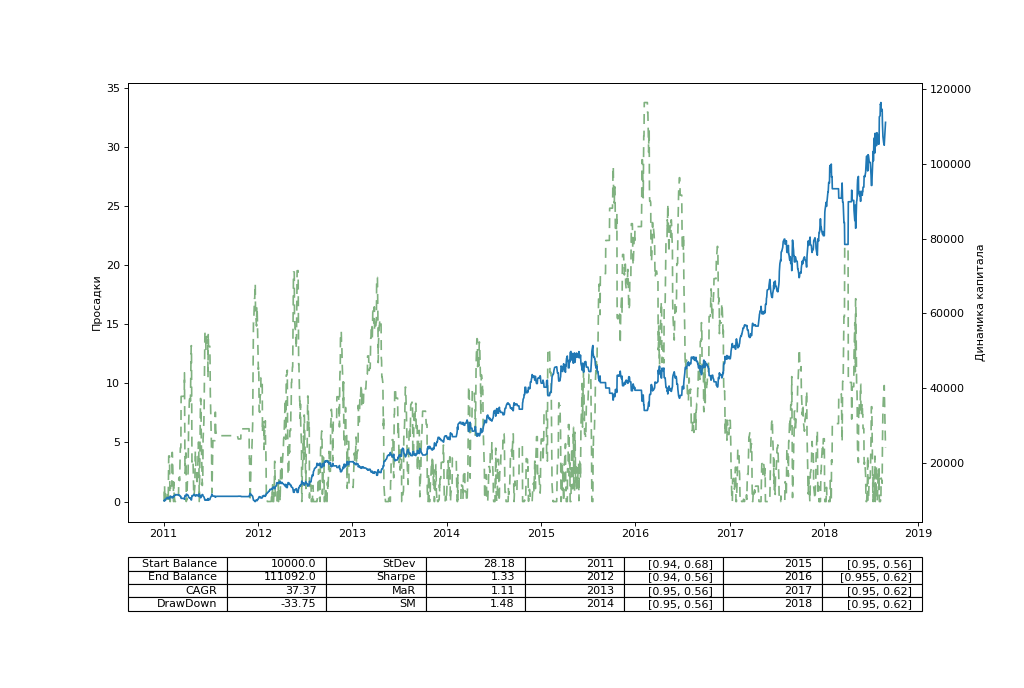 35
30
25
20
15
10
5
0
Просадки
120000
100000
80000
60000
40000
20000
Динамика капитала
2011 2012 2013 2014 2015 2016 2017 2018 2019
Start Balance 10000.0 StDev 28.18 2011 [0.94, 0.68] 2015 [0.95, 0.56]
End Balance 111092.0 Sharpe 1.33 2012 [0.94, 0.56] 2016 [0.955, 0.62]
CAGR 37.37 MaR 1.11 2013 [0.95, 0.56] 2017 [0.95, 0.62]
DrawDown -33.75 SM 1.48 2014 [0.95, 0.56] 2018 [0.95, 0.62]